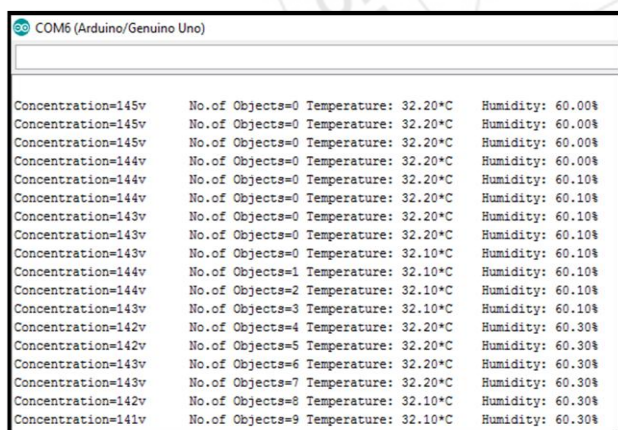 COM6 (Arduino/Genuino Uno)
Concentration=145v No.of Objects=0 Temperature: 32.20*C Humidity: 60.00%
Concentration=145v No.of Objects=0 Temperature: 32.20*C Humidity: 60.00%
Concentration=145v No.of Objects=0 Temperature: 32.20*C Humidity: 60.00%
Concentration=144v No.of Objects=0 Temperature: 32.20*C Humidity: 60.00%
Concentration=144v No.of Objects=0 Temperature: 32.20*C Humidity: 60.10%
Concentration=144v No.of Objects=0 Temperature: 32.20*C Humidity: 60.10%
Concentration=143v No.of Objects=0 Temperature: 32.20*C Humidity: 60.10%
Concentration=143v No.of Objects=0 Temperature: 32.20*C Humidity: 60.10%
Concentration=143v No.of Objects=0 Temperature: 32.10*C Humidity: 60.10%
Concentration=144v No.of Objects=1 Temperature: 32.10*C Humidity: 60.10%
Concentration=144v No.of Objects=2 Temperature: 32.10*C Humidity: 60.10%
Concentration=143v No.of Objects=3 Temperature: 32.10*C Humidity: 60.10%
Concentration=142v No.of Objects=4 Temperature: 32.20*C Humidity: 60.30%
Concentration=142v No.of Objects=5 Temperature: 32.20*C Humidity: 60.30%
Concentration=143v No.of Objects=6 Temperature: 32.20*C Humidity: 60.30%
Concentration=143v No.of Objects=7 Temperature: 32.20*C Humidity: 60.30%
Concentration=142v No.of Objects=8 Temperature: 32.10*C Humidity: 60.30%
Concentration=141v No.of Objects=9 Temperature: 32.10*C Humidity: 60.30%